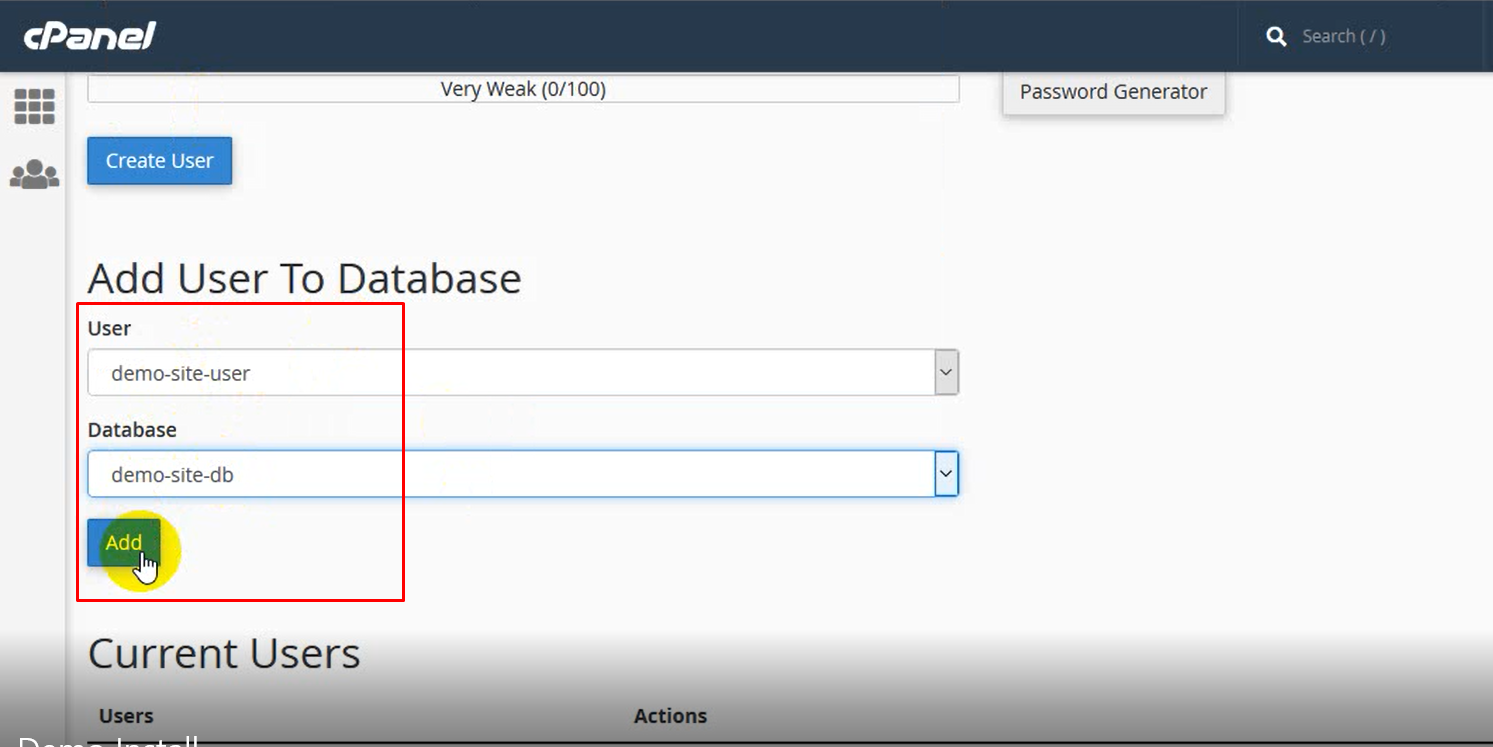 cPanel
Search ( / )
Very Weak (0/100)
Password Generator
Create User
Add User To Database
User
demo-site-user
Database
demo-site-db
Add
Current Users
Users Actions
Demo Install